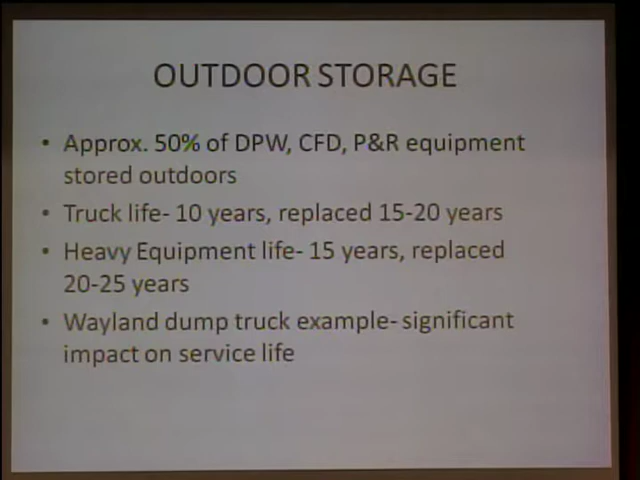 OUTDOOR STORAGE
• Approx. 50% of DPW, CFD, P&R equipment
stored outdoors
• Truck life- 10 years, replaced 15-20 years
• Heavy Equipment life- 15 years, replaced
20-25 years
• Wayland dump truck example- significant
impact on service life